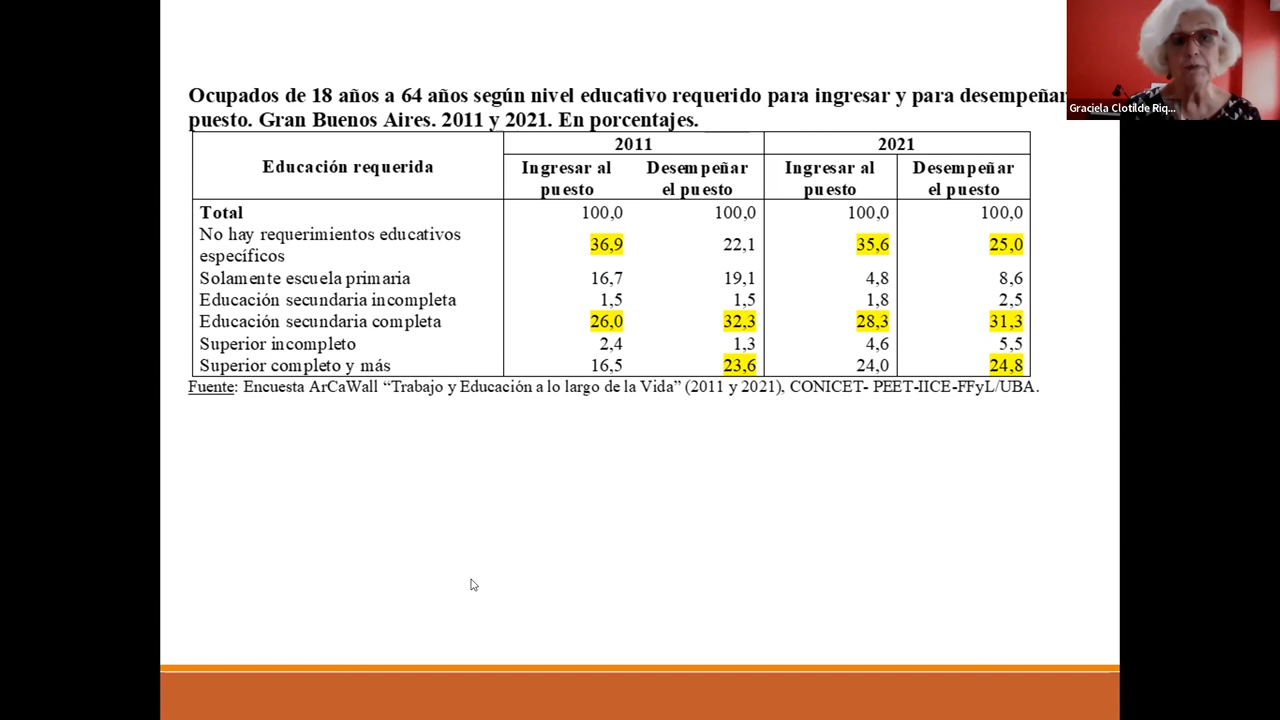 Graciela Clotilde Riq...
Ocupados de 18 años a 64 años según nivel educativo requerido para ingresar y para desempeñar
puesto. Gran Buenos Aires. 2011 y 2021. En porcentajes.
Educación requerida 2011 2021
Ingresar al puesto Desempeñar el puesto Ingresar al puesto Desempeñar el puesto
Total 100,0 100,0 100,0 100,0
No hay requerimientos educativos
específicos 36,9 22,1 35,6 25,0
Solamente escuela primaria 16,7 19,1 4,8 8,6
Educación secundaria incompleta 1,5 1,5 1,8 2,5
Educación secundaria completa 26,0 32,3 28,3 31,3
Superior incompleto 2,4 1,3 4,6 5,5
Superior completo y más 16,5 23,6 24,0 24,8
Fuente: Encuesta ArCaWall “Trabajo y Educación a lo largo de la Vida” (2011 y 2021), CONICET- PEET-IICE-FFyL/UBA.